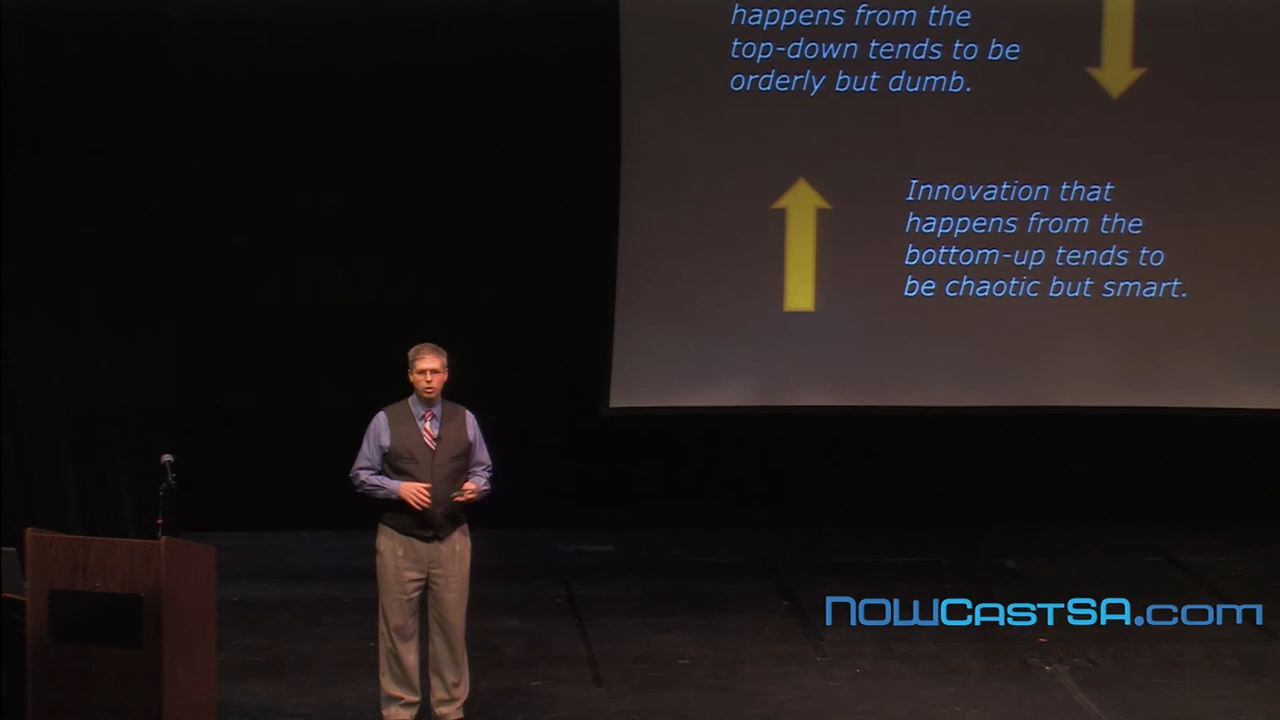 happens from the
top-down tends to be
orderly but dumb.
Innovation that
happens from the
bottom-up tends to
be chaotic but smart.
NOWCastSA.com